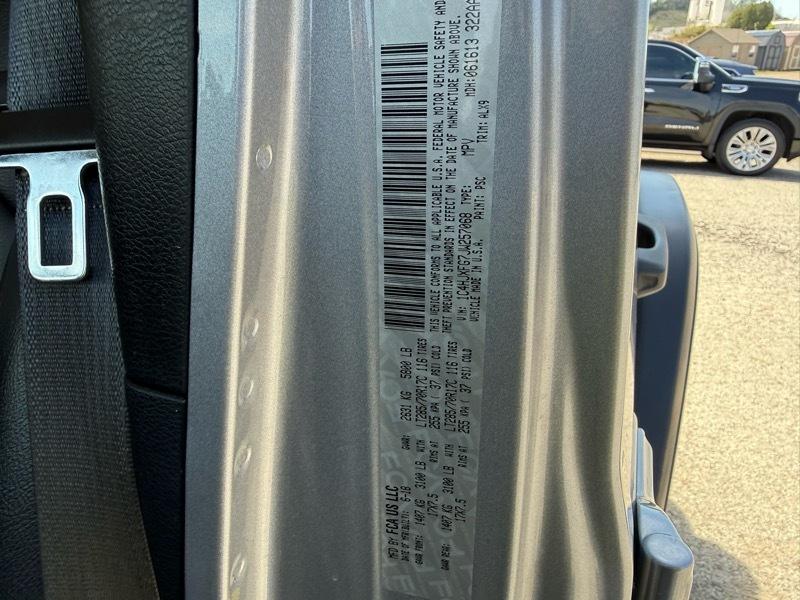 MFD BY FCA US LLC
DATE OF MFR(M/Y): 6-18 GVWR: 2631 KG 5800 LB
GAWR FRONT: 1407 KG 3100 LB WITH LT285/70R17C 116 TIRES
17X7.5 RIMS AT 255 KPA ( 37 PSI) COLD
GAWR REAR: 1407 KG 3100 LB WITH LT285/70R17C 116 TIRES
17X7.5 RIMS AT 255 KPA ( 37 PSI) COLD
THIS VEHICLE CONFORMS TO ALL APPLICABLE U.S.A. FEDERAL MOTOR VEHICLE SAFETY AND
THEFT PREVENTION STANDARDS IN EFFECT ON THE DATE OF MANUFACTURE SHOWN ABOVE.
VIN: 1C4HJXFG7JW257068 TYPE: MPV MDH: 061613 322AA
VEHICLE MADE IN U.S.A. PAINT: PSC TRIM: ALX9
DENALI